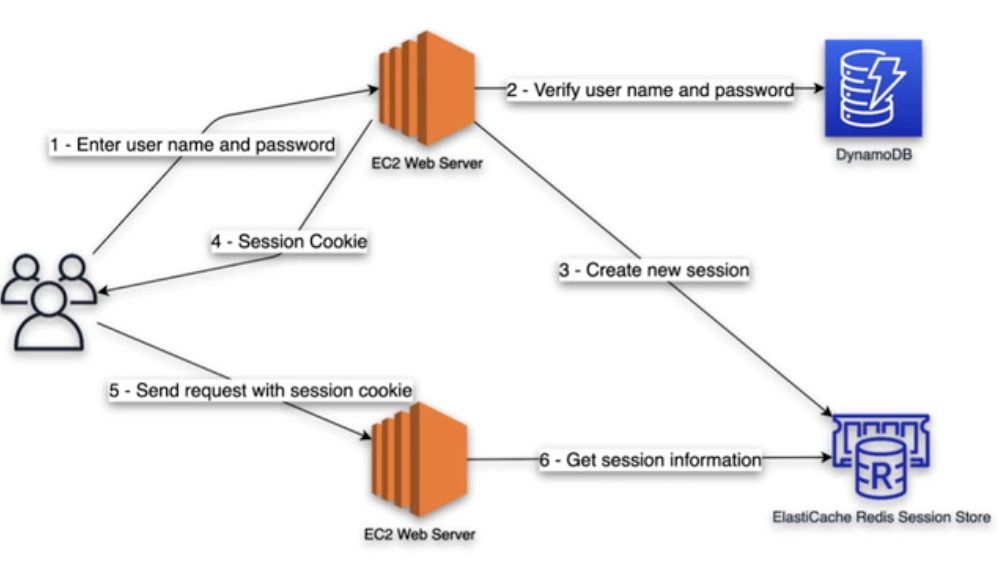 2 - Verify user name and password
1 - Enter user name and password
DynamoDB
EC2 Web Server
4 - Session Cookie
3 - Create new session
5 - Send request with session cookie
6 - Get session information
ElastiCache Redis Session Store
EC2 Web Server